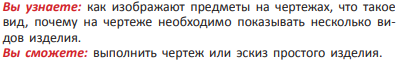 Вы узнаете: как изображают предметы на чертежах, что такое
вид, почему на чертеже необходимо показывать несколько ви-
дов изделия.
Вы сможете: выполнить чертеж или эскиз простого изделия.